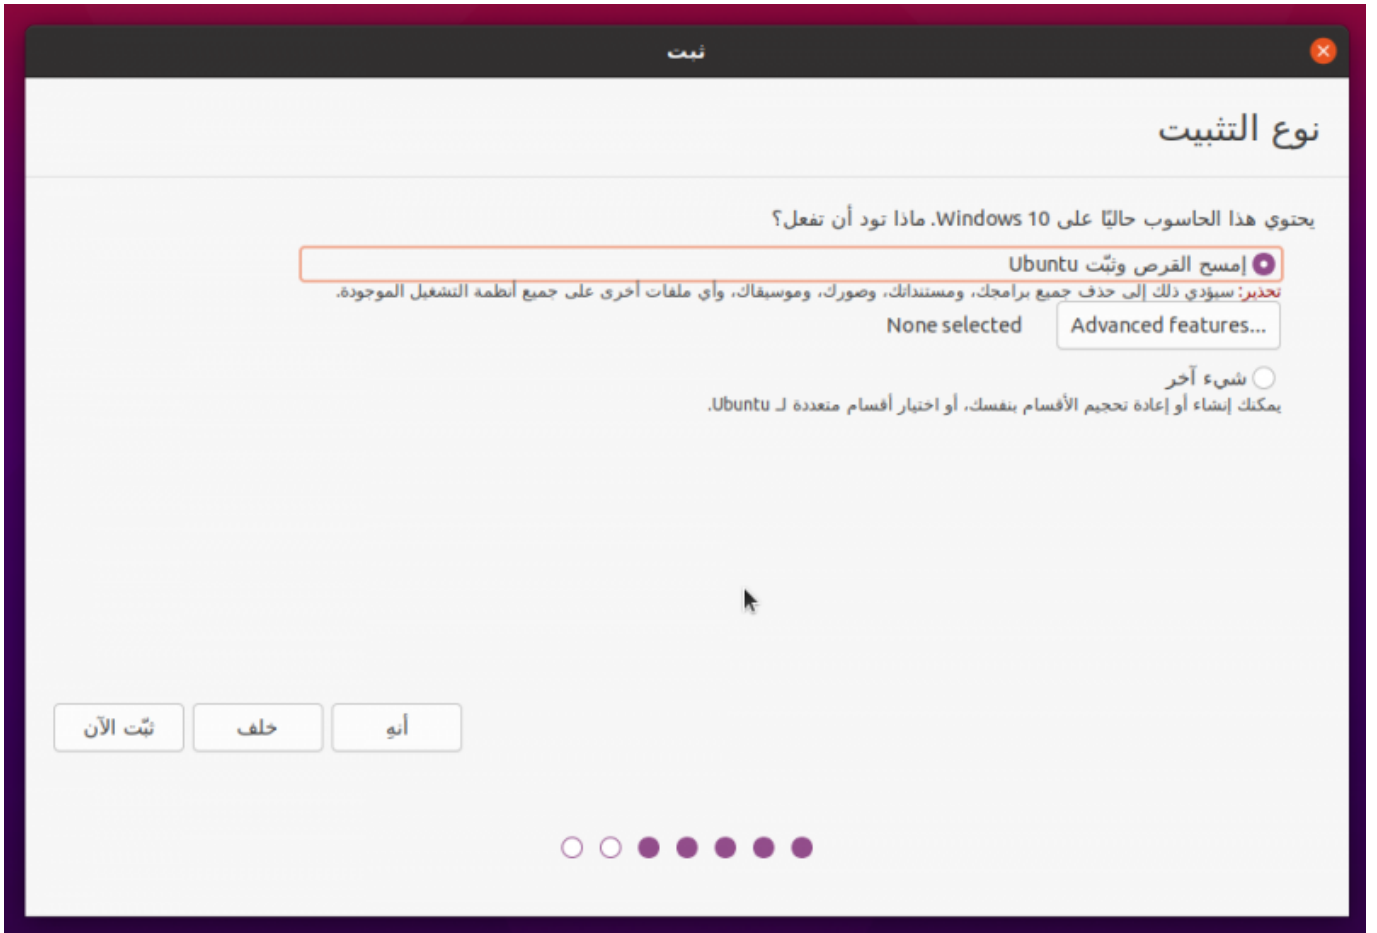 ثبت
نوع التثبيت
يحتوي هذا الحاسوب حاليًا على Windows 10. ماذا تود أن تفعل؟
إمسح القرص وثبّت Ubuntu
تحذير: سيؤدي ذلك إلى حذف جميع برامجك، ومستنداتك، وصورك، وموسيقاك، وأي ملفات أخرى على جميع أنظمة التشغيل الموجودة.
Advanced features... None selected
شيء آخر
يمكنك إنشاء أو إعادة تحجيم الأقسام بنفسك، أو اختيار أقسام متعددة لـ Ubuntu.
أنهِ خلف ثبّت الآن